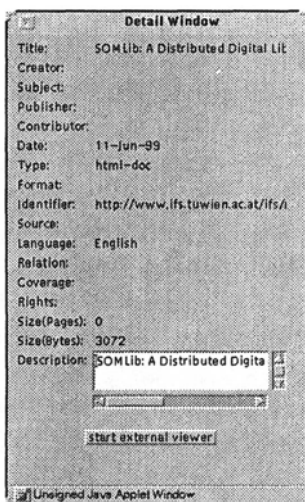 Detail Window
Title: SOMLib: A Distributed Digital Lit
Creator:
Subject:
Publisher:
Contributor:
Date: 11-Jun-99
Type: html-doc
Format:
Identifier: http://www.ifs.tuwien.ac.at/ifs/
Source:
Language: English
Relation:
Coverage:
Rights:
Size(Pages): 0
Size(Bytes): 3072
Description: SOMLib: A Distributed Digita
start external viewer
Unsigned Java Applet Window